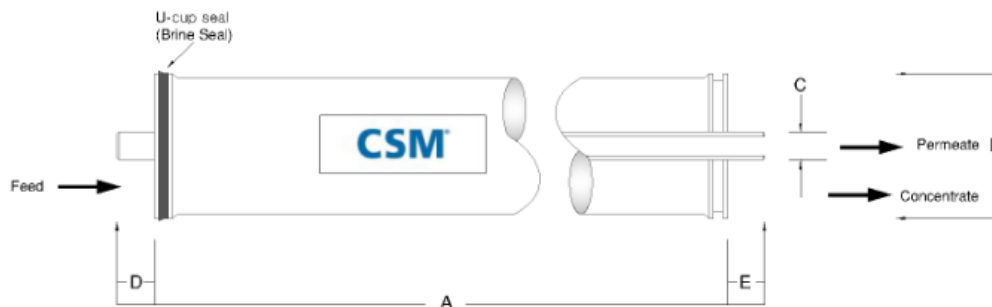 U-cup seal
(Brine Seal)
C
CSM®
Permeate
Feed
Concentrate
D
E
A